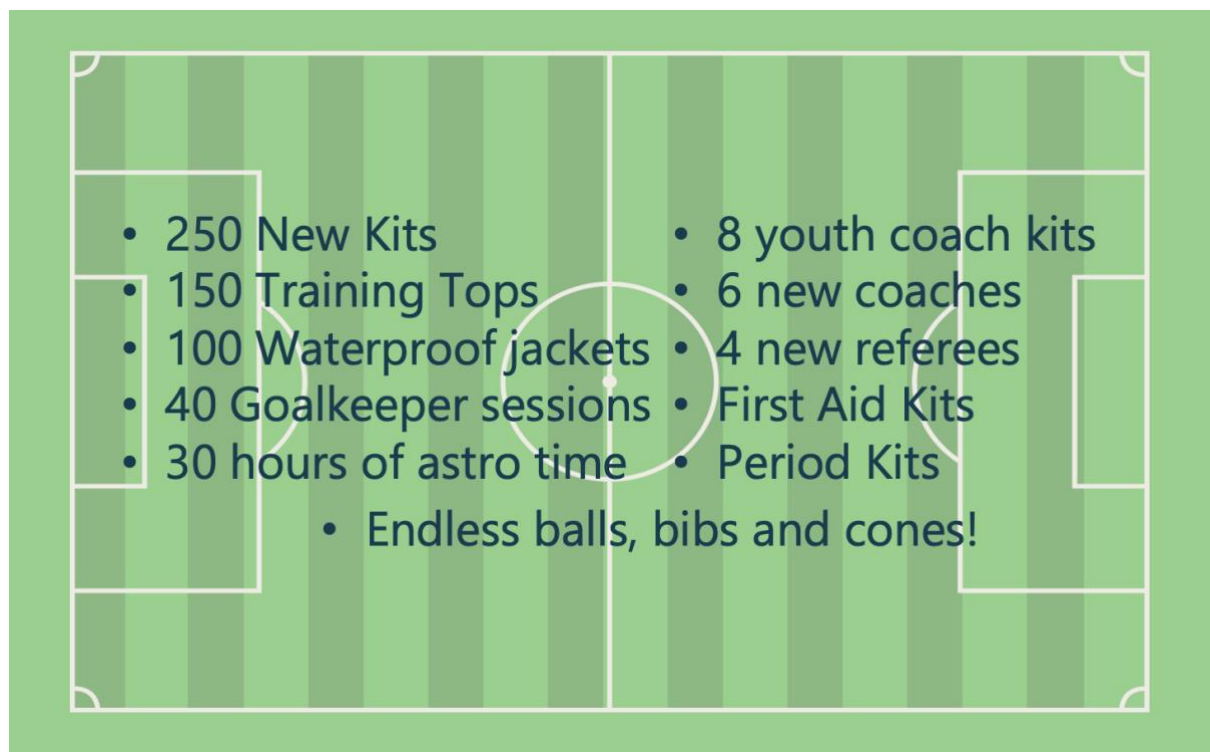 • 250 New Kits
• 150 Training Tops
• 100 Waterproof jackets
• 40 Goalkeeper sessions
• 30 hours of astro time
• 8 youth coach kits
• 6 new coaches
• 4 new referees
• First Aid Kits
• Period Kits
• Endless balls, bibs and cones!